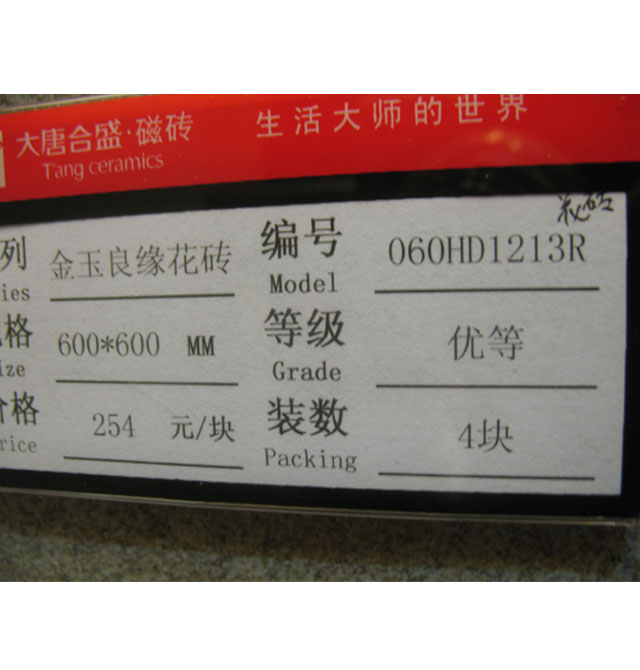 大唐合盛·磁砖 生活大师的世界
Tang ceramics
花砖
列 金玉良缘花砖 编号 060HD1213R
ies Model
格 600*600 MM 等级 优等
ize Grade
价格 254 元/块 装数 4块
rice Packing